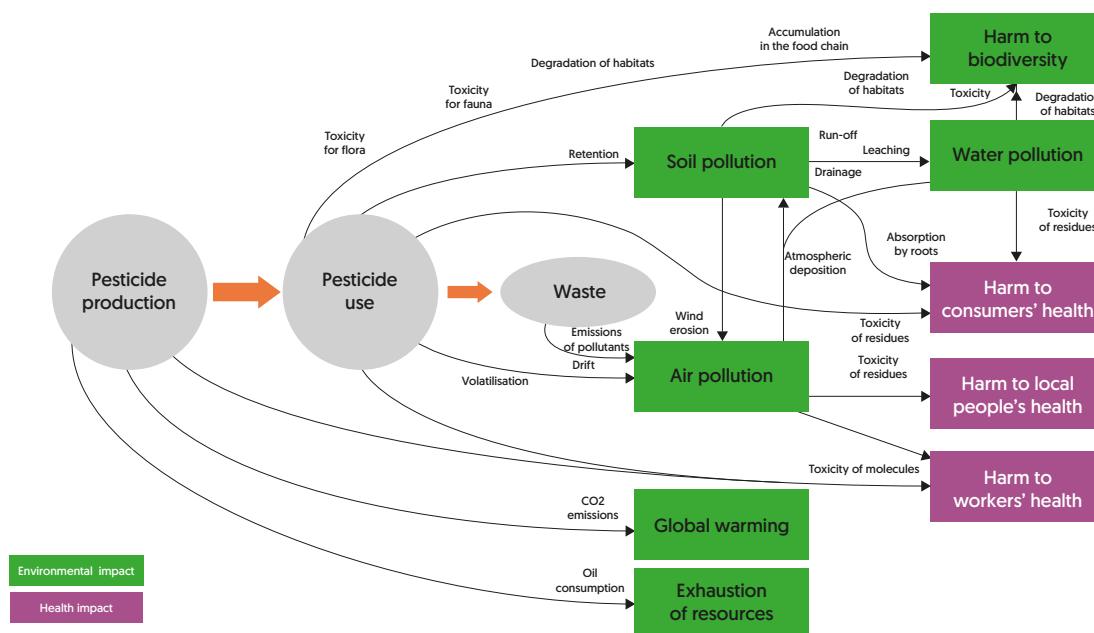 Accumulation
in the food chain
Harm to
biodiversity
Degradation of habitats
Degradation
of habitats
Toxicity
Degradation
of habitats
Toxicity
for fauna
Toxicity
for flora
Retention
Soil pollution
Run-off
Leaching
Drainage
Water pollution
Toxicity
of residues
Absorption
by roots
Atmospheric
deposition
Pesticide
production
Pesticide
use
Waste
Harm to
consumers' health
Wind
erosion
Emissions
of pollutants
Toxicity
of residues
Drift
Volatilisation
Air pollution
Toxicity
of residues
Harm to local
people's health
Toxicity of molecules
Harm to
workers' health
CO2
emissions
Global warming
Oil
consumption
Exhaustion
of resources
Environmental impact
Health impact